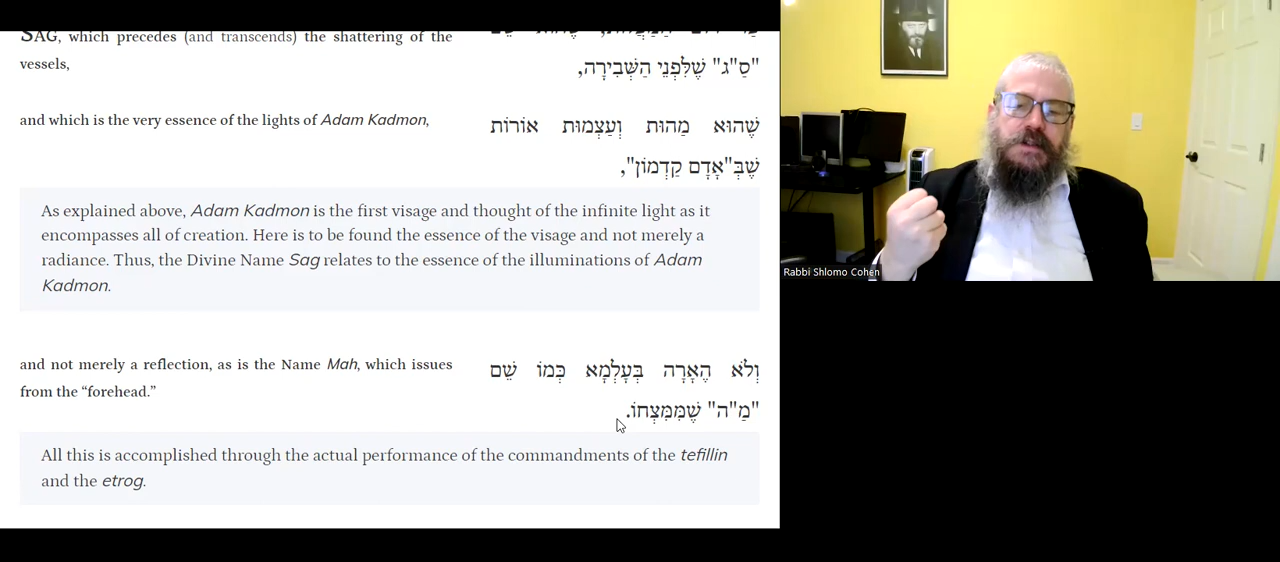 SAG, which precedes (and transcends) the shattering of the
vessels,
"סַ"ג" שֶׁלִּפְנֵי הַשְּׁבִירָה,
and which is the very essence of the lights of Adam Kadmon,
שֶׁהוּא מַהוּת וְעַצְמוּת אוֹרוֹת
שֶׁבְּ"אָדָם קַדְמוֹן",
As explained above, Adam Kadmon is the first visage and thought of the infinite light as it
encompasses all of creation. Here is to be found the essence of the visage and not merely a
radiance. Thus, the Divine Name Sag relates to the essence of the illuminations of Adam
Kadmon.
and not merely a reflection, as is the Name Mah, which issues
from the “forehead.”
וְלֹא הֶאָרָה בְּעָלְמָא כְּמוֹ שֵׁם
"מַ"ה" שֶׁמִּמִּצְחוֹ.
All this is accomplished through the actual performance of the commandments of the tefillin
and the etrog.
Rabbi Shlomo Cohen